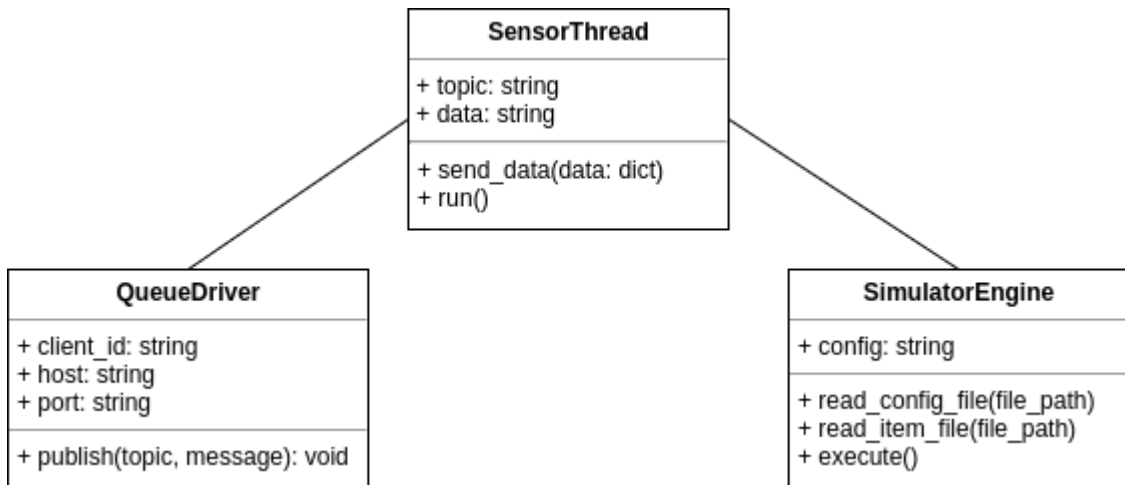 SensorThread
+ topic: string
+ data: string
+ send_data(data: dict)
+ run()
QueueDriver
+ client_id: string
+ host: string
+ port: string
+ publish(topic, message): void
SimulatorEngine
+ config: string
+ read_config_file(file_path)
+ read_item_file(file_path)
+ execute()